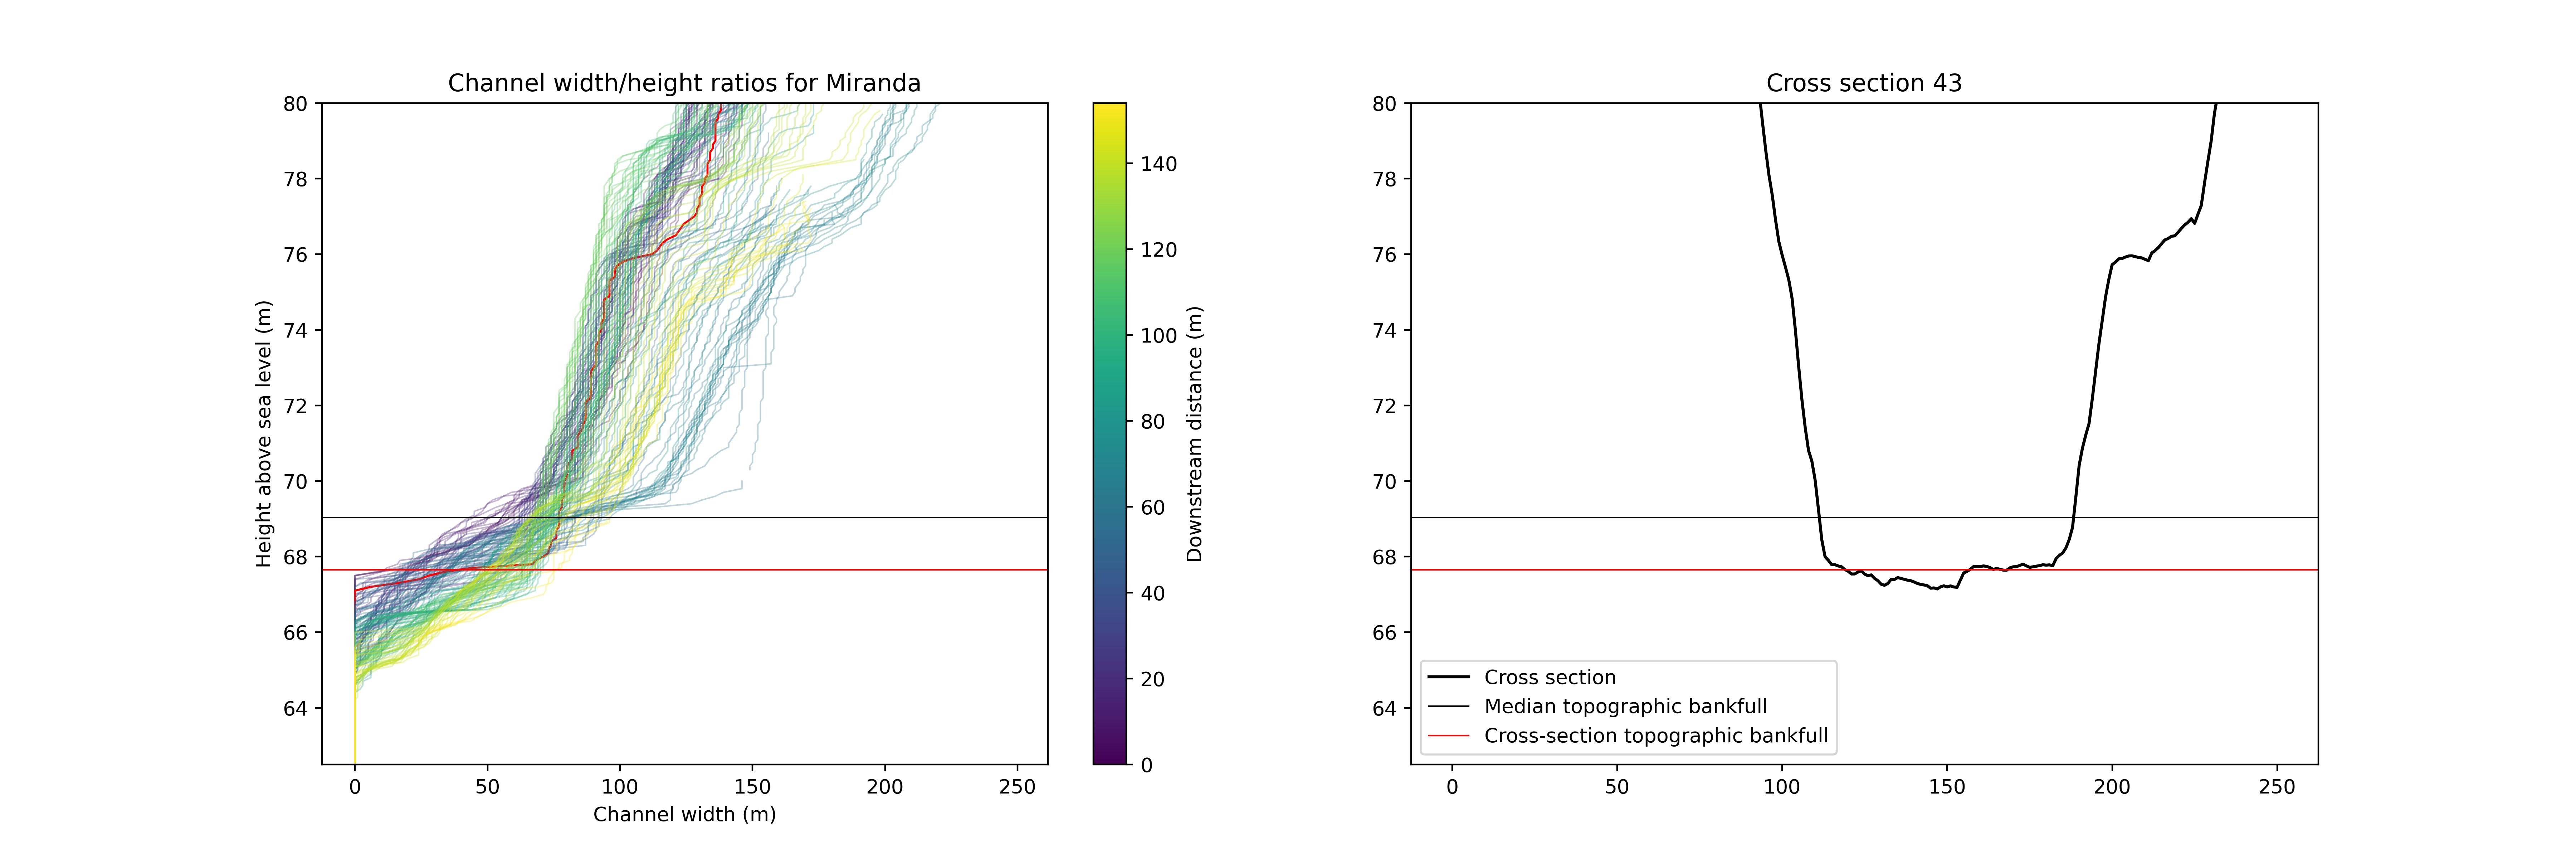 Channel width/height ratios for Miranda
80
78
76
74
72
70
68
66
64
Height above sea level (m)
0 50 100 150 200 250
Channel width (m)
140
120
100
80
60
40
20
0
Downstream distance (m)
Cross section 43
80
78
76
74
72
70
68
66
64
Cross section
Median topographic bankfull
Cross-section topographic bankfull
0 50 100 150 200 250